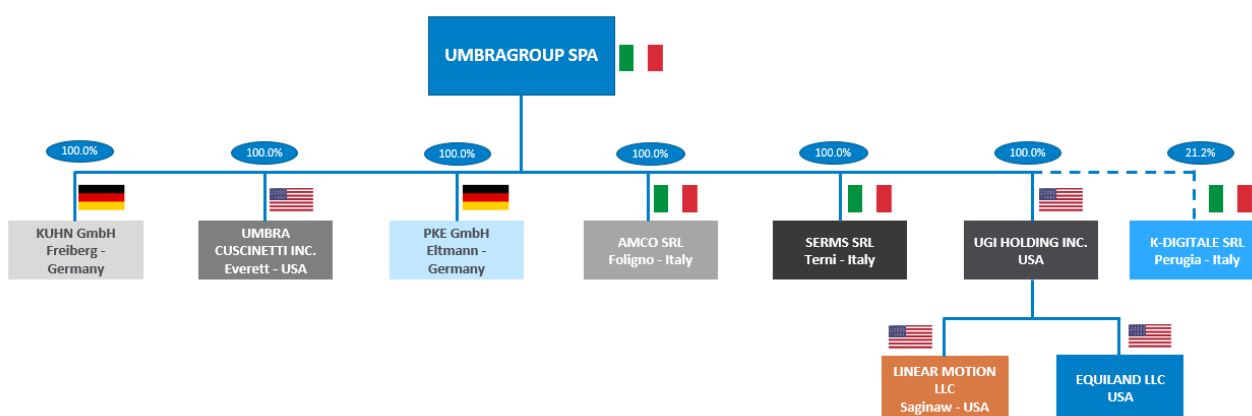 UMBRAGROUP SPA
100.0%
100.0%
100.0%
100.0%
100.0%
100.0%
21.2%
KUHN GmbH
Freiberg -
Germany
UMBRA
CUSCINETTI INC.
Everett - USA
PKE GmbH
Eltmann -
Germany
AMCO SRL
Foligno - Italy
SERMS SRL
Terni - Italy
UGI HOLDING INC.
USA
K-DIGITALE SRL
Perugia - Italy
LINEAR MOTION
LLC
Saginaw - USA
EQUILAND LLC
USA